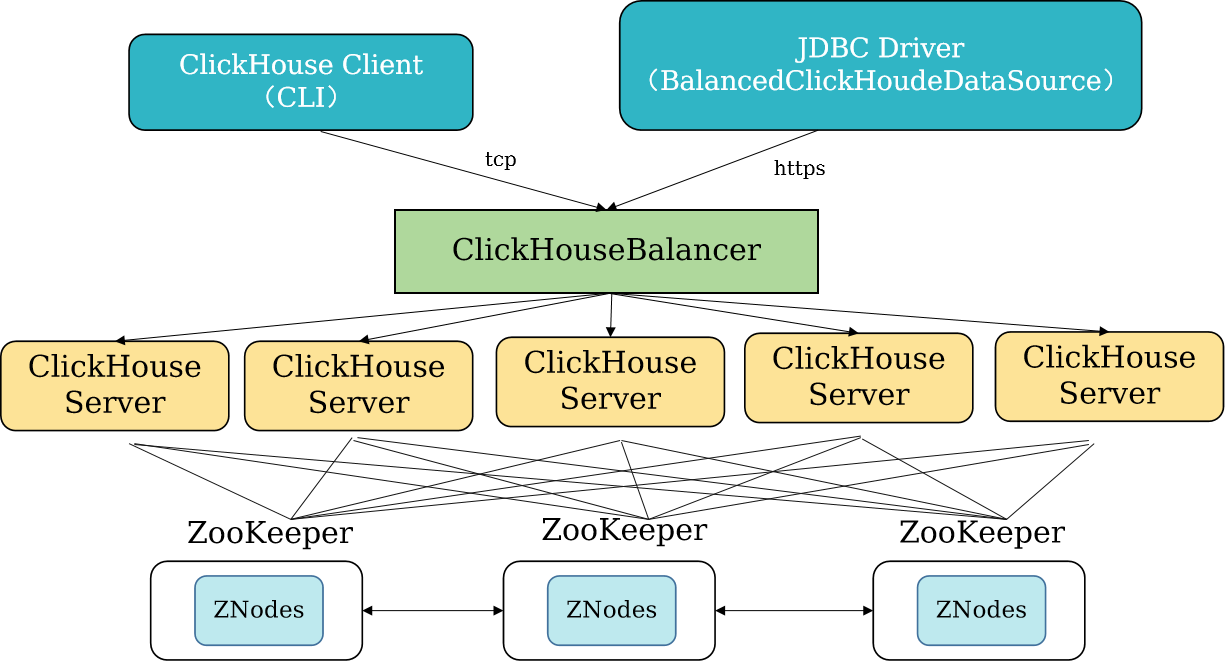 ClickHouse Client
（CLI）
JDBC Driver
（BalancedClickHoudeDataSource）
tcp
https
ClickHouseBalancer
ClickHouse
Server
ClickHouse
Server
ClickHouse
Server
ClickHouse
Server
ClickHouse
Server
ZooKeeper
ZooKeeper
ZooKeeper
ZNodes
ZNodes
ZNodes